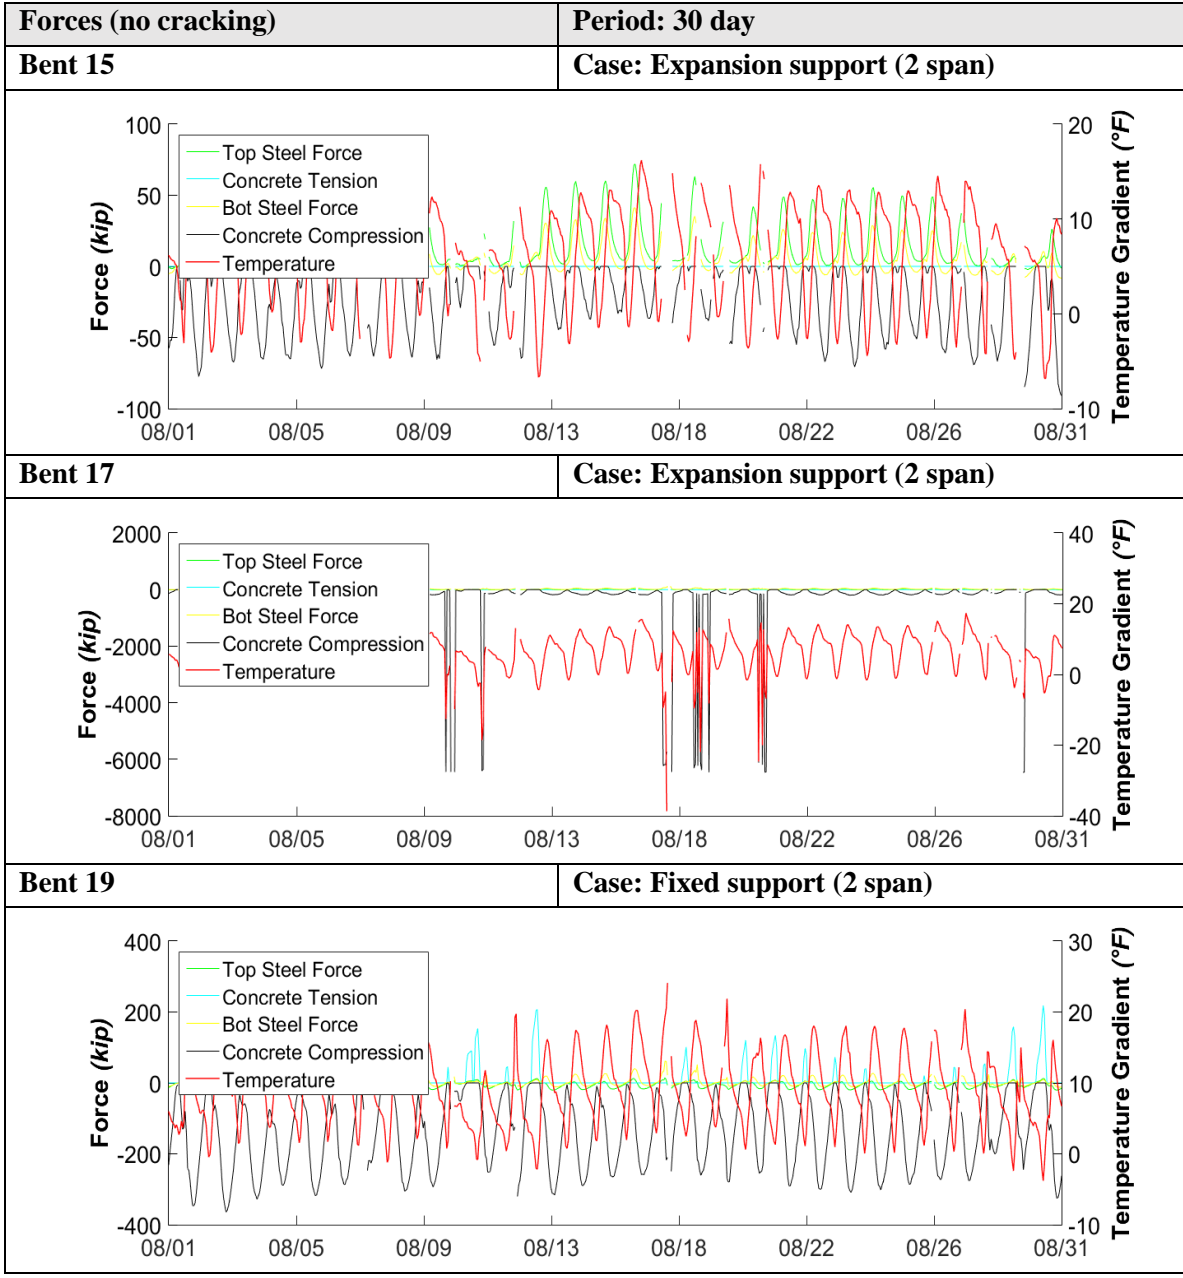 Forces (no cracking) Period: 30 day
Bent 15 Case: Expansion support (2 span)
100 20
Top Steel Force
Concrete Tension
50 Bot Steel Force 10
Concrete Compression
0 Temperature
Force (kip) Temperature Gradient (°F)
0
-50
-100 -10
08/01 08/05 08/09 08/13 08/18 08/22 08/26 08/31
Bent 17 Case: Expansion support (2 span)
2000 40
Top Steel Force
0 Concrete Tension
Bot Steel Force 20
-2000 Concrete Compression
Temperature 0
Force (kip) Temperature Gradient (°F)
-4000
-6000 -20
-8000 -40
08/01 08/05 08/09 08/13 08/18 08/22 08/26 08/31
Bent 19 Case: Fixed support (2 span)
400 30
Top Steel Force
Concrete Tension
200 20
Bot Steel Force
Concrete Compression
0 Temperature 10
Force (kip) Temperature Gradient (°F)
-200 0
-400 -10
08/01 08/05 08/09 08/13 08/18 08/22 08/26 08/31